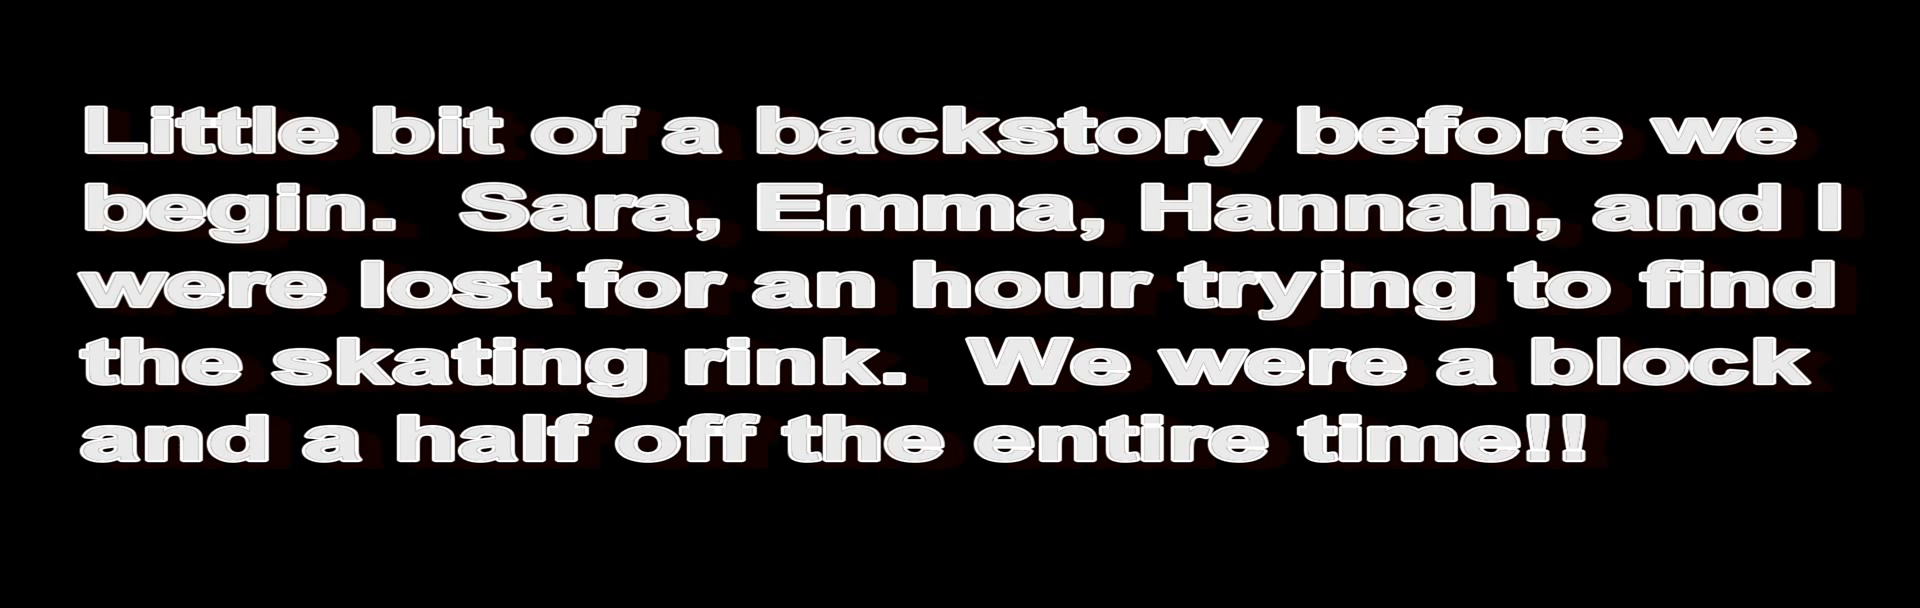 Little bit of a backstory before we
begin.  Sara, Emma, Hannah, and I
were lost for an hour trying to find
the skating rink.  We were a block
and a half off the entire time!!